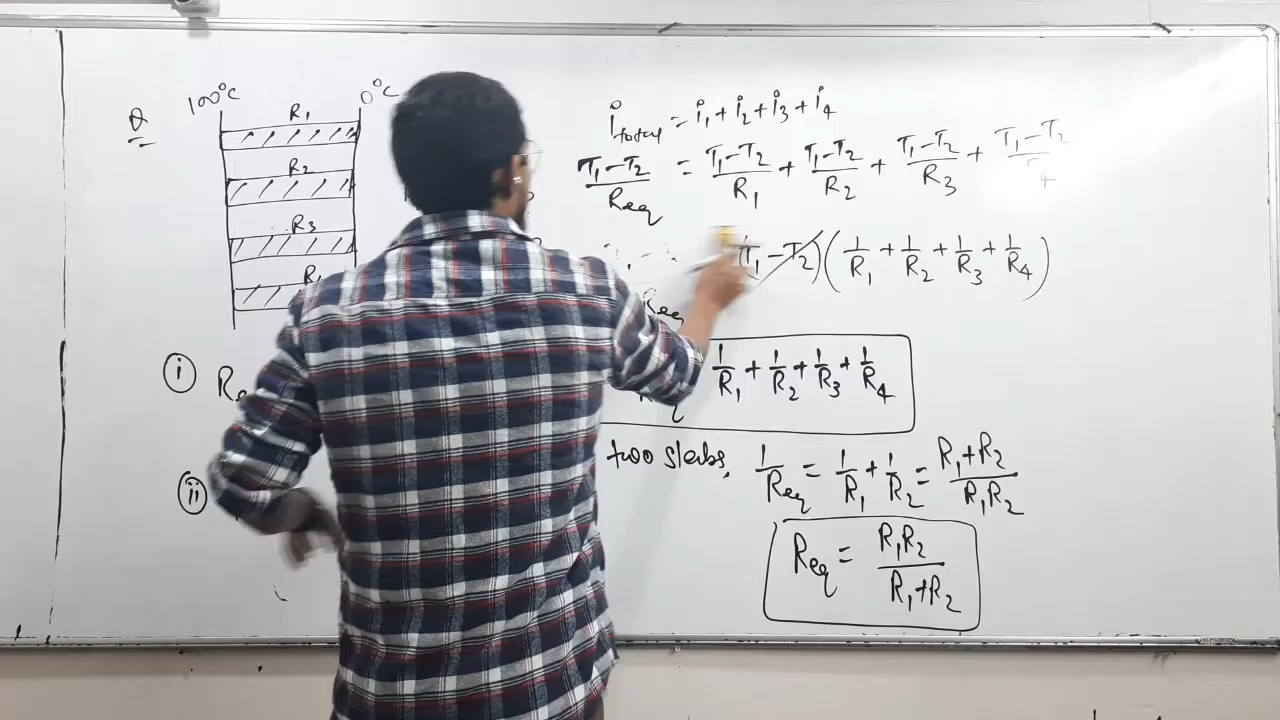 Q
100°C
0°C
R₁
R₂
R₃
i_total = i₁ + i₂ + i₃ + i₄
(T₁ - T₂)/Req = (T₁ - T₂)/R₁ + (T₁ - T₂)/R₂ + (T₁ - T₂)/R₃ + (T₁ - T₂)/4
T₁ - T₂) (1/R₁ + 1/R₂ + 1/R₃ + 1/R₄)
Req
(i)
1/R₁ + 1/R₂ + 1/R₃ + 1/R₄
eq
(ii)
two slabs, 1/Req = 1/R₁ + 1/R₂ = (R₁ + R₂)/(R₁R₂)
Req = R₁R₂/(R₁ + R₂)